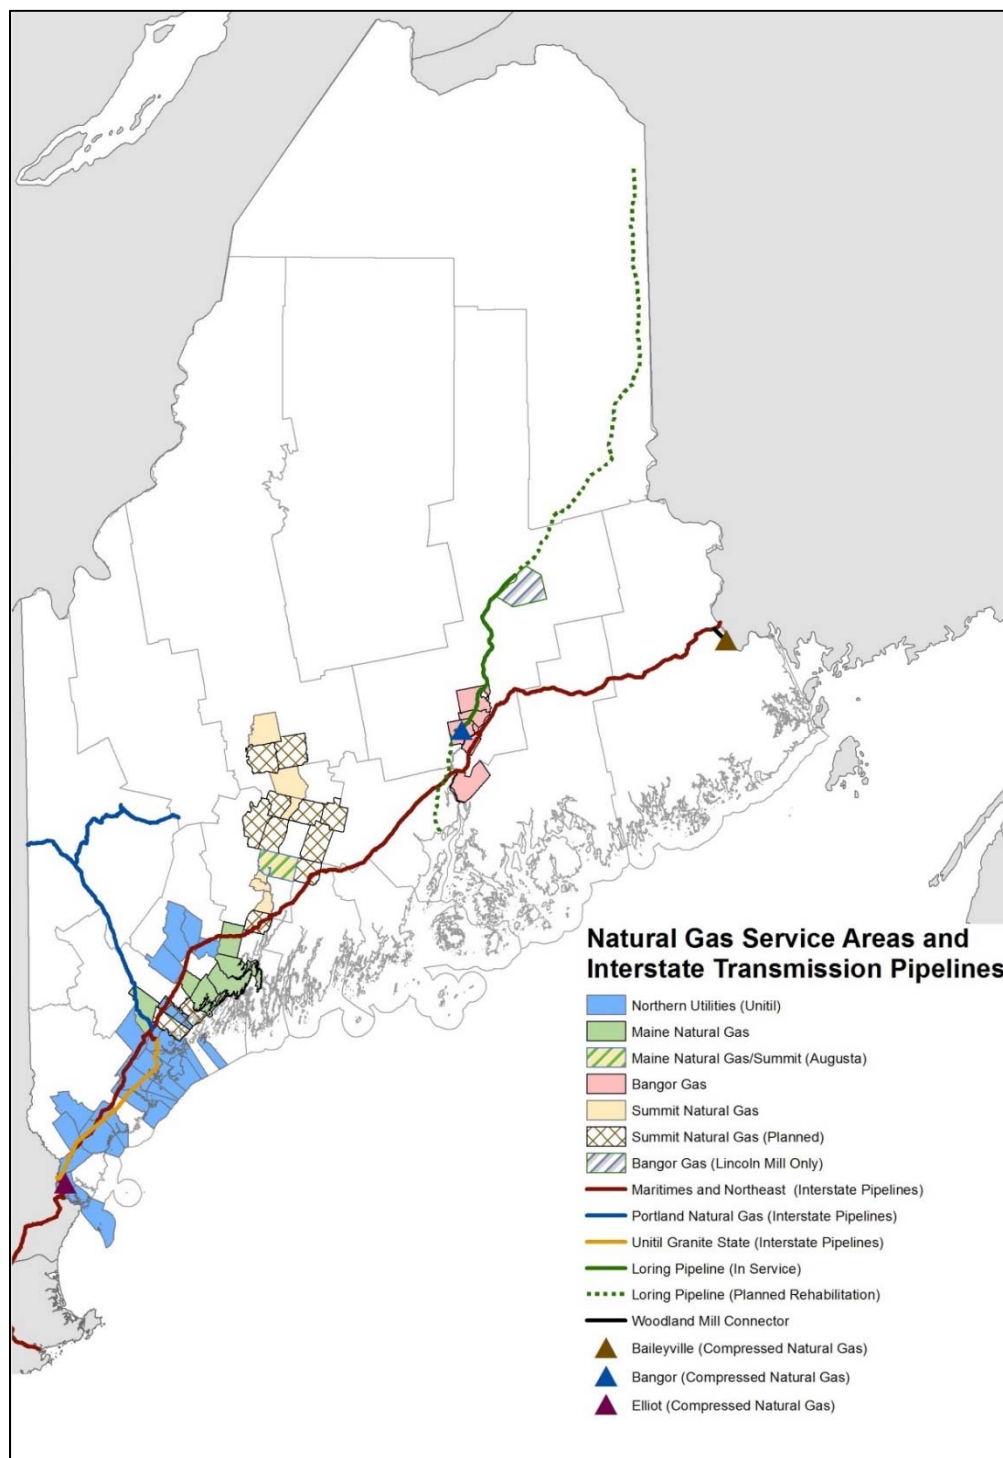 Natural Gas Service Areas and
Interstate Transmission Pipelines
Northern Utilities (Unitil)
Maine Natural Gas
Maine Natural Gas/Summit (Augusta)
Bangor Gas
Summit Natural Gas
Summit Natural Gas (Planned)
Bangor Gas (Lincoln Mill Only)
Maritimes and Northeast (Interstate Pipelines)
Portland Natural Gas (Interstate Pipelines)
Unitil Granite State (Interstate Pipelines)
Loring Pipeline (In Service)
Loring Pipeline (Planned Rehabilitation)
Woodland Mill Connector
Baileyville (Compressed Natural Gas)
Bangor (Compressed Natural Gas)
Elliot (Compressed Natural Gas)